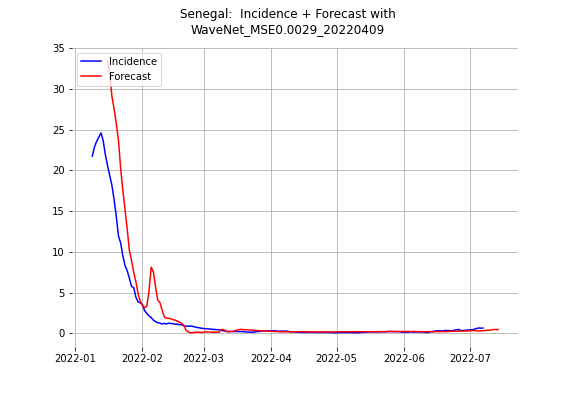 Senegal:  Incidence + Forecast with
WaveNet_MSE0.0029_20220409
Incidence
Forecast
35
30
25
20
15
10
5
0
2022-01 2022-02 2022-03 2022-04 2022-05 2022-06 2022-07